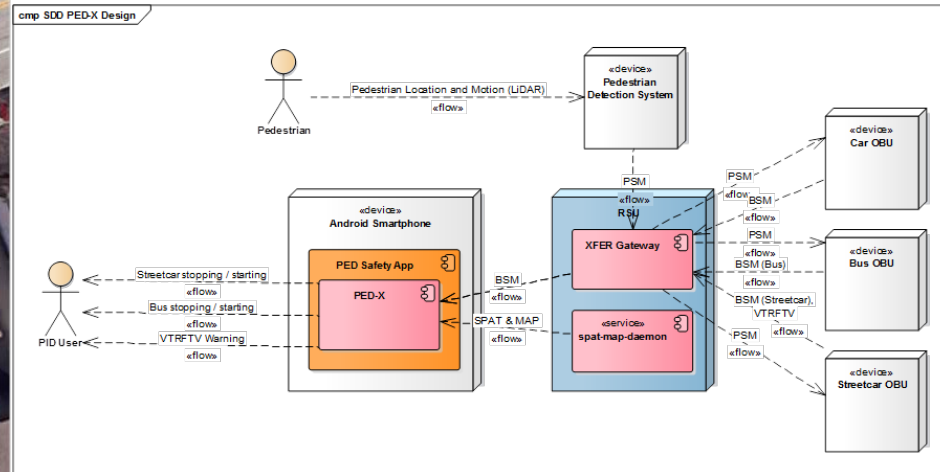 cmp SDD PED-X Design
Pedestrian
Pedestrian Location and Motion (LiDAR)
«flow»
«device»
Pedestrian
Detection System
PSM
«flow»
«device»
Android Smartphone
PED Safety App
PED-X
PID User
Streetcar stopping / starting
«flow»
Bus stopping / starting
«flow»
VTRFTV Warning
«flow»
BSM
«flow»
SPAT & MAP
«flow»
RSU
XFER Gateway
«service»
spat-map-daemon
PSM
«flow»
BSM
«flow»
PSM
«flow»
BSM (Bus)
«flow»
BSM (Streetcar),
VTRFTV
«flow»
PSM
«flow»
«device»
Car OBU
«device»
Bus OBU
«device»
Streetcar OBU